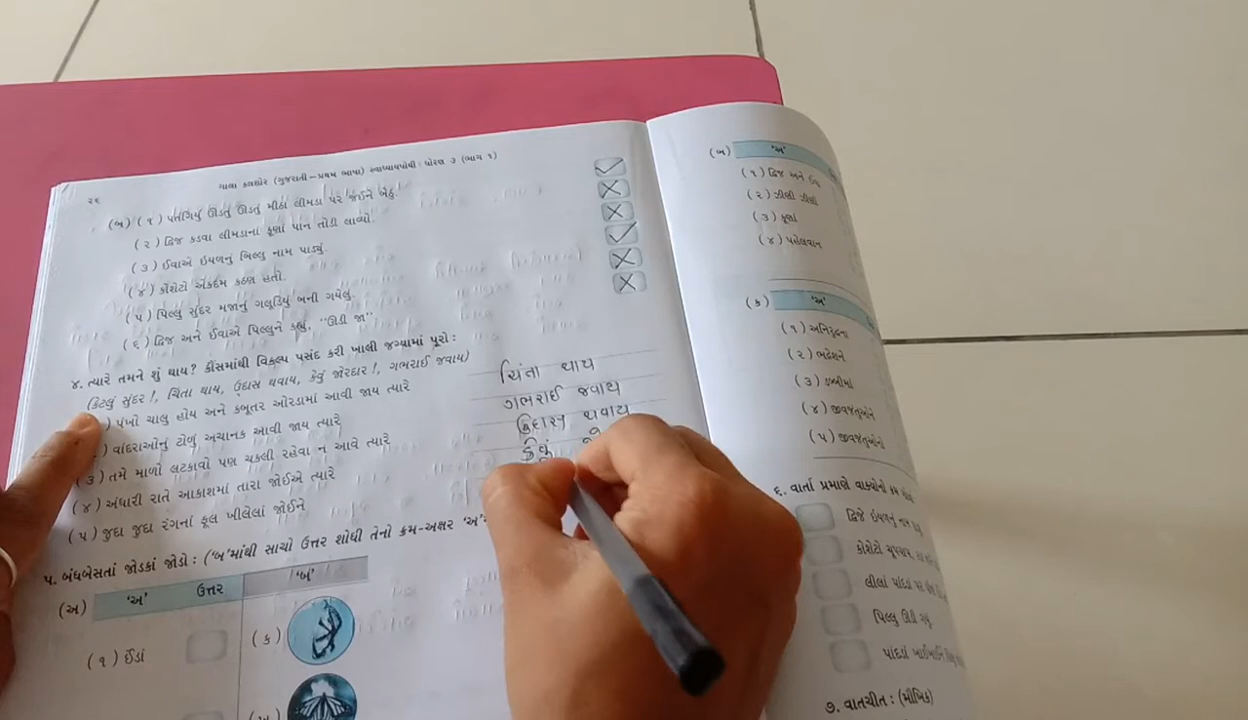 ૨૬
ગાલા કલશોર (ગુજરાતી – પ્રથમ ભાષા) સ્વાધ્યાયપોથી : ધોરણ ૩ (ભાગ ૧)
(બ) (૧) પતંગિયું ઊડતું ઊડતું મીઠા લીમડા પર જઈને બેઠું.
(૨) દ્વિજ કડવા લીમડાનાં કૂણાં પાન તોડી લાવ્યો.
(૩) ઈવાએ ઇયળનું બિલ્લુ નામ પાડ્યું.
(૪) કોશેટો એકદમ કઠણ હતો.
(૫) પિલ્લુ સુંદર મજાનું ગલૂડિયું બની ગયેલું.
(૬) દ્વિજ અને ઈવાએ પિલ્લુને કહ્યું, "ઊડી જા"
૪. ત્યારે તમને શું થાય? કૌંસમાંથી વિકલ્પ પસંદ કરી ખાલી જગ્યામાં પૂરો :
(કેટલું સુંદર !, ચિંતા થાય, ઉદાસ થવાય, કેવું જોરદાર !, ગભરાઈ જવાય)
) પંખો ચાલુ હોય અને કબૂતર ઓરડામાં આવી જાય ત્યારે ચિંતા થાય
) વાંદરાઓનું ટોળું અચાનક આવી જાય ત્યારે ગભરાઈ જવાય
(૩) તમે માળો લટકાવો પણ ચકલી રહેવા ન આવે ત્યારે ઉદાસ થવાય
(૪) અંધારી રાતે આકાશમાં તારા જોઈએ ત્યારે કેવું
(૫) જુદા જુદા રંગનાં ફૂલ ખીલેલાં જોઈને
૫. બંધબેસતાં જોડકાં જોડો : ('બ'માંથી સાચો ઉત્તર શોધી તેનો ક્રમ-અક્ષર 'અ'
(અ) 'અ' ઉત્તર 'બ'
(૧) ઈંડાં (ક)
(બ) 'અ'
(૧) દ્વિજ અને
(૨) ઝીણી ઝીણી
(૩) કૂણાં
(૪) પહેલવાન
(ક) 'અ'
(૧) અનિરુદ્ધના
(૨) ભદ્રેશને
(૩) ડબ્બીમાં
(૪) જીવજંતુઓને
(૫) જીવજંતુઓનો
૬. વાર્તા પ્રમાણે વાક્યોનો ક્રમ
દ્વિજે ઇયળનું નામ
કોશેટો ચૂપચાપ
લીલાં પાંદડાં પર
પિલ્લુ ઊડી ગયું.
પાંદડાં ખાઈખાઈને
૭. વાતચીત : (મૌખિક)